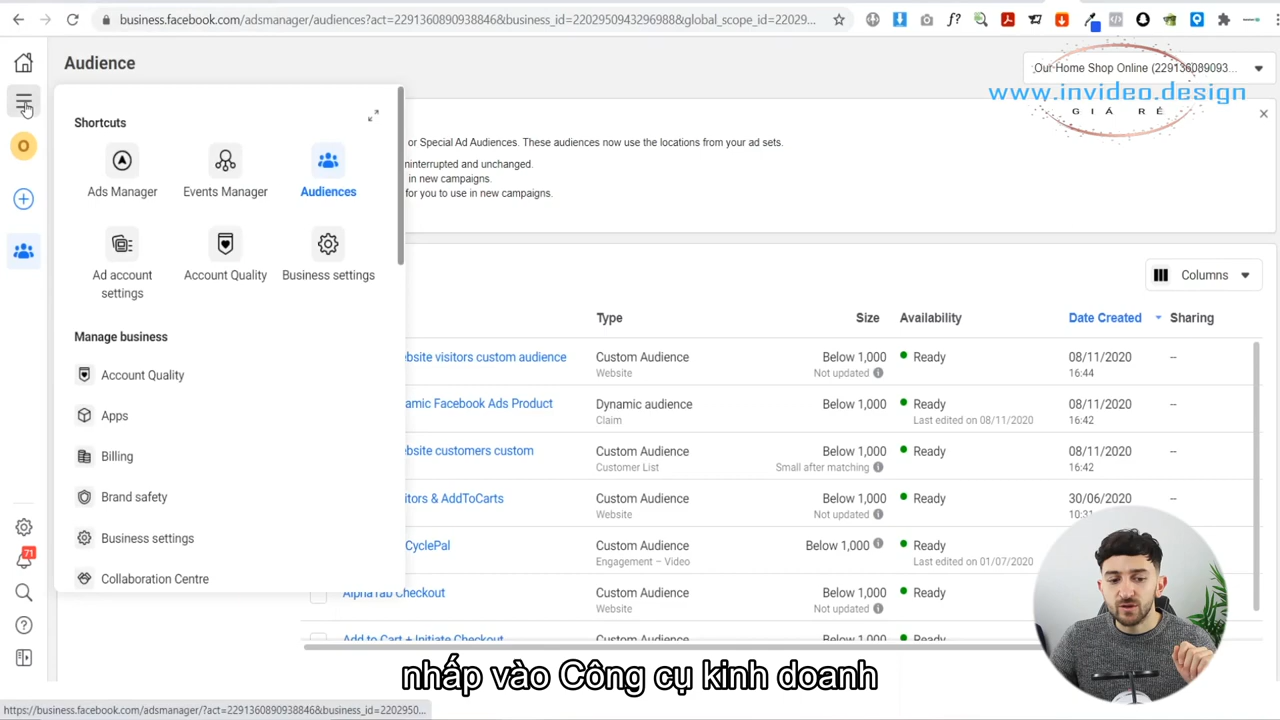 business.facebook.com/adsmanager/audiences?act=2291360890938846&business_id=2202950943296988&global_scope_id=22029...
f?
Audience
Our Home Shop Online (229136089093...
www.invideo.design
GIÁ RẺ
Shortcuts
Ads Manager
Events Manager
Audiences
Ad account settings
Account Quality
Business settings
Manage business
Account Quality
Apps
Billing
Brand safety
Business settings
Collaboration Centre
O
71
or Special Ad Audiences. These audiences now use the locations from your ad sets.
ninterrupted and unchanged.
in new campaigns.
for you to use in new campaigns.
Columns
Type Size Availability Date Created Sharing
ebsite visitors custom audience Custom Audience Below 1,000 Ready 08/11/2020 --
Website Not updated 16:44
amic Facebook Ads Product Dynamic audience Below 1,000 Ready 08/11/2020 --
Claim Last edited on 08/11/2020 16:42
ebsite customers custom Custom Audience Below 1,000 Ready 08/11/2020 --
Customer List Small after matching 16:42
itors & AddToCarts Custom Audience Below 1,000 Ready 30/06/2020 --
Website Not updated 10:31
CyclePal Custom Audience Below 1,000 Ready
Engagement – Video Last edited on 01/07/2020
AlphaTab Checkout Custom Audience Below 1,000 Ready
Website Not updated
Add to Cart + Initiate Checkout Custom Audience Below 1,000 Ready
nhấp vào Công cụ kinh doanh
https://business.facebook.com/adsmanager/?act=22913608909388468&business_id=2202950...